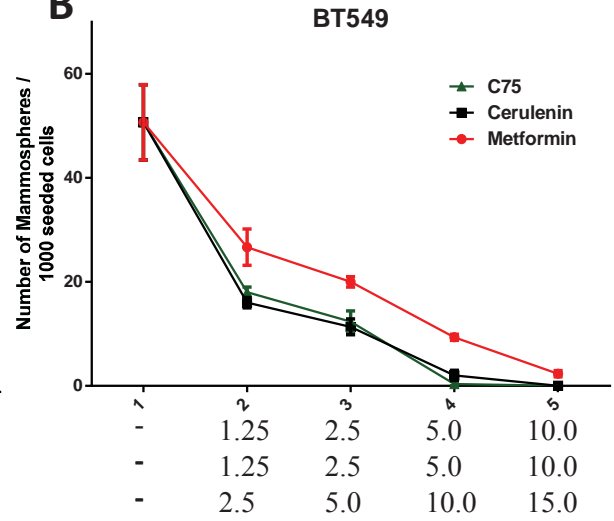 B
BT549
Number of Mammospheres /
1000 seeded cells
60
40
20
0
C75
Cerulenin
Metformin
1 2 3 4 5
- 1.25 2.5 5.0 10.0
- 1.25 2.5 5.0 10.0
- 2.5 5.0 10.0 15.0